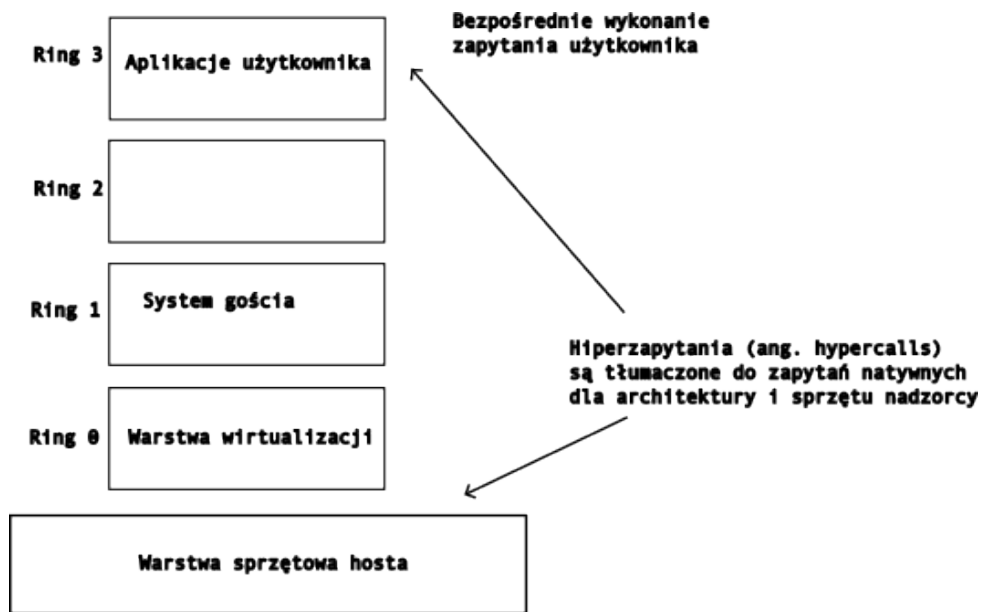 Bezpośrednie wykonanie
zapytania użytkownika
Ring 3
Aplikacje użytkownika
Ring 2
Ring 1
System gościa
Hiperzapytania (ang. hypercalls)
są tłumaczone do zapytań natywnych
dla architektury i sprzętu nadzorcy
Ring 0
Warstwa wirtualizacji
Warstwa sprzętowa hosta